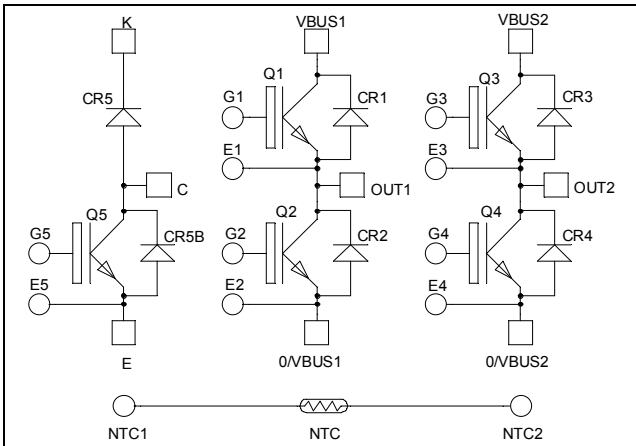 K VBUS1 VBUS2
Q1 Q3
CR5 G1 CR1 G3 CR3
E1 E3
C OUT1 OUT2
Q5 Q2 Q4
G5 CR5B G2 CR2 G4 CR4
E5 E2 E4
E 0/VBUS1 0/VBUS2
NTC1 NTC NTC2